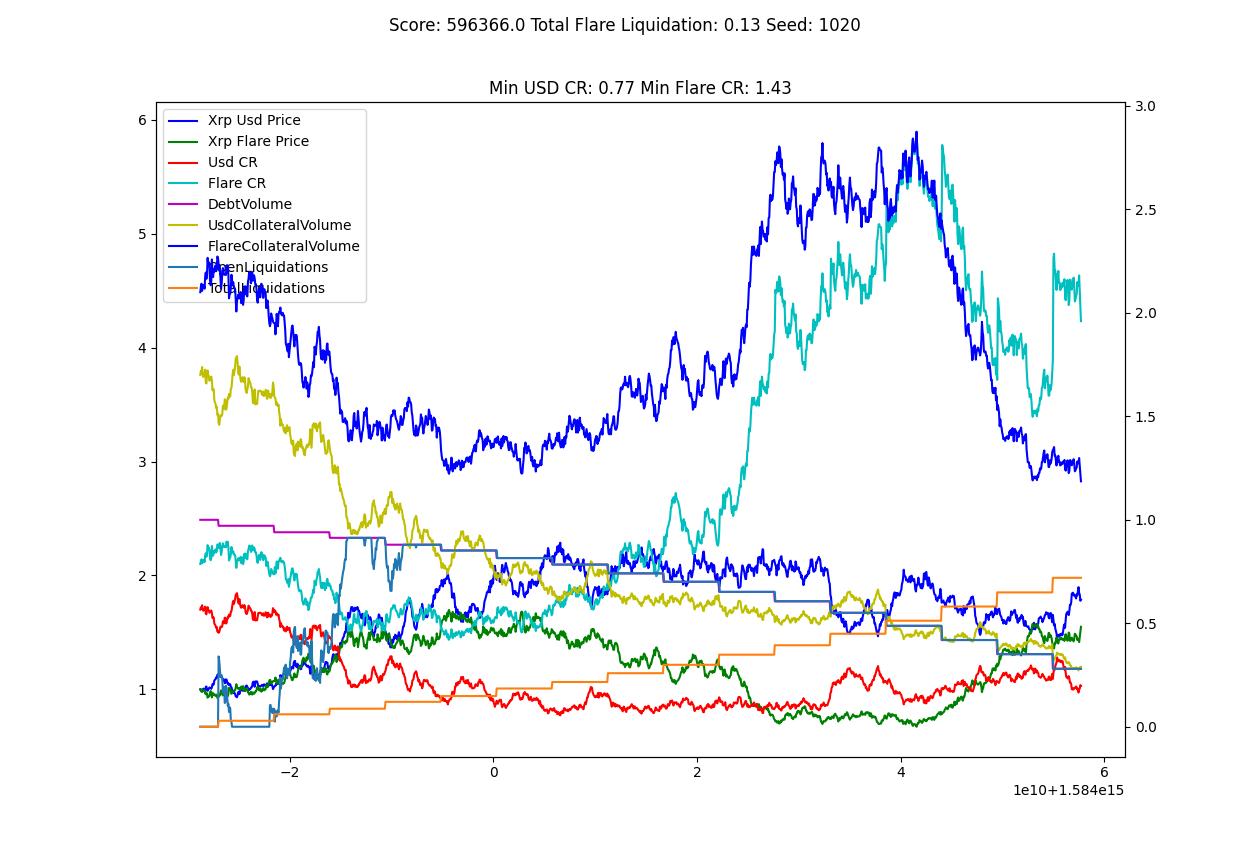 Score: 596366.0 Total Flare Liquidation: 0.13 Seed: 1020
Min USD CR: 0.77 Min Flare CR: 1.43
Xrp Usd Price
Xrp Flare Price
Usd CR
Flare CR
DebtVolume
UsdCollateralVolume
FlareCollateralVolume
OpenLiquidations
TotalLiquidations
6
5
4
3
2
1
3.0
2.5
2.0
1.5
1.0
0.5
0.0
−2
0
2
4
6
1e10+1.584e15